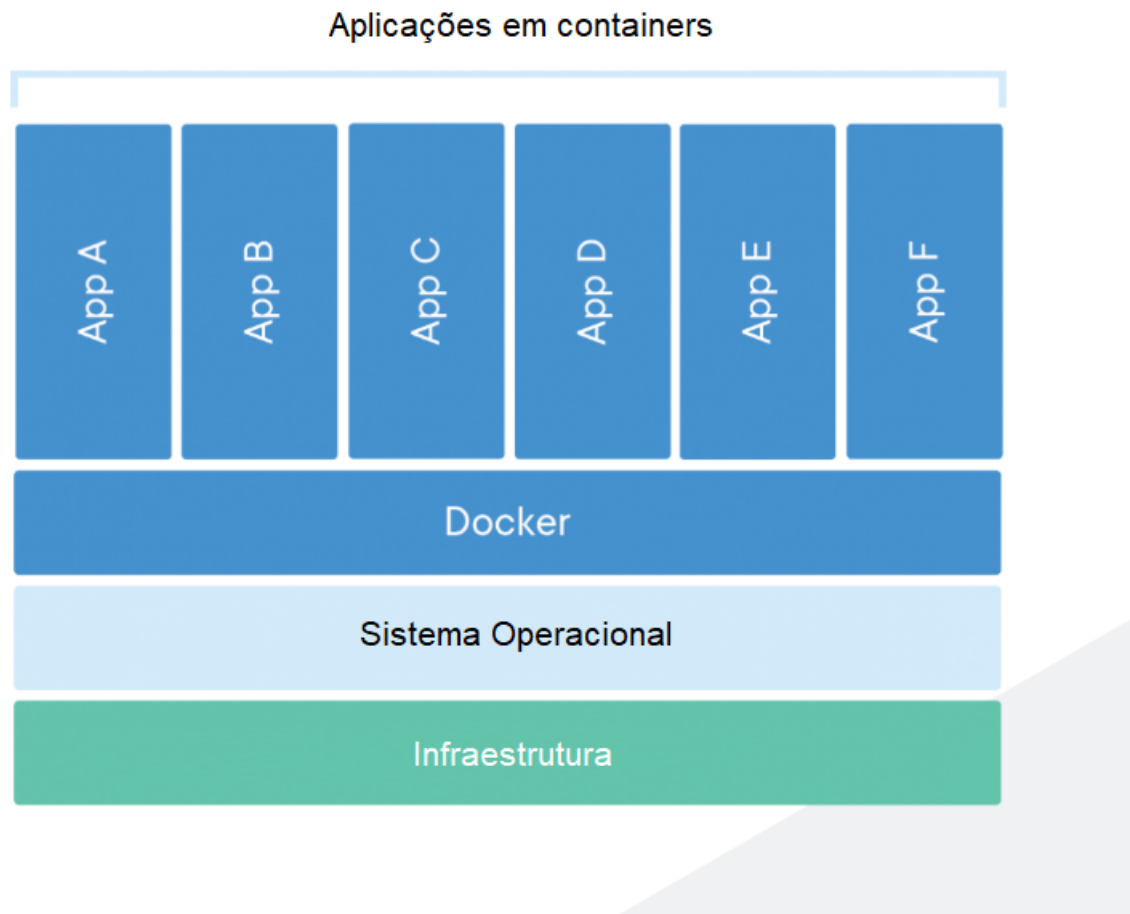 Aplicações em containers
App A
App B
App C
App D
App E
App F
Docker
Sistema Operacional
Infraestrutura